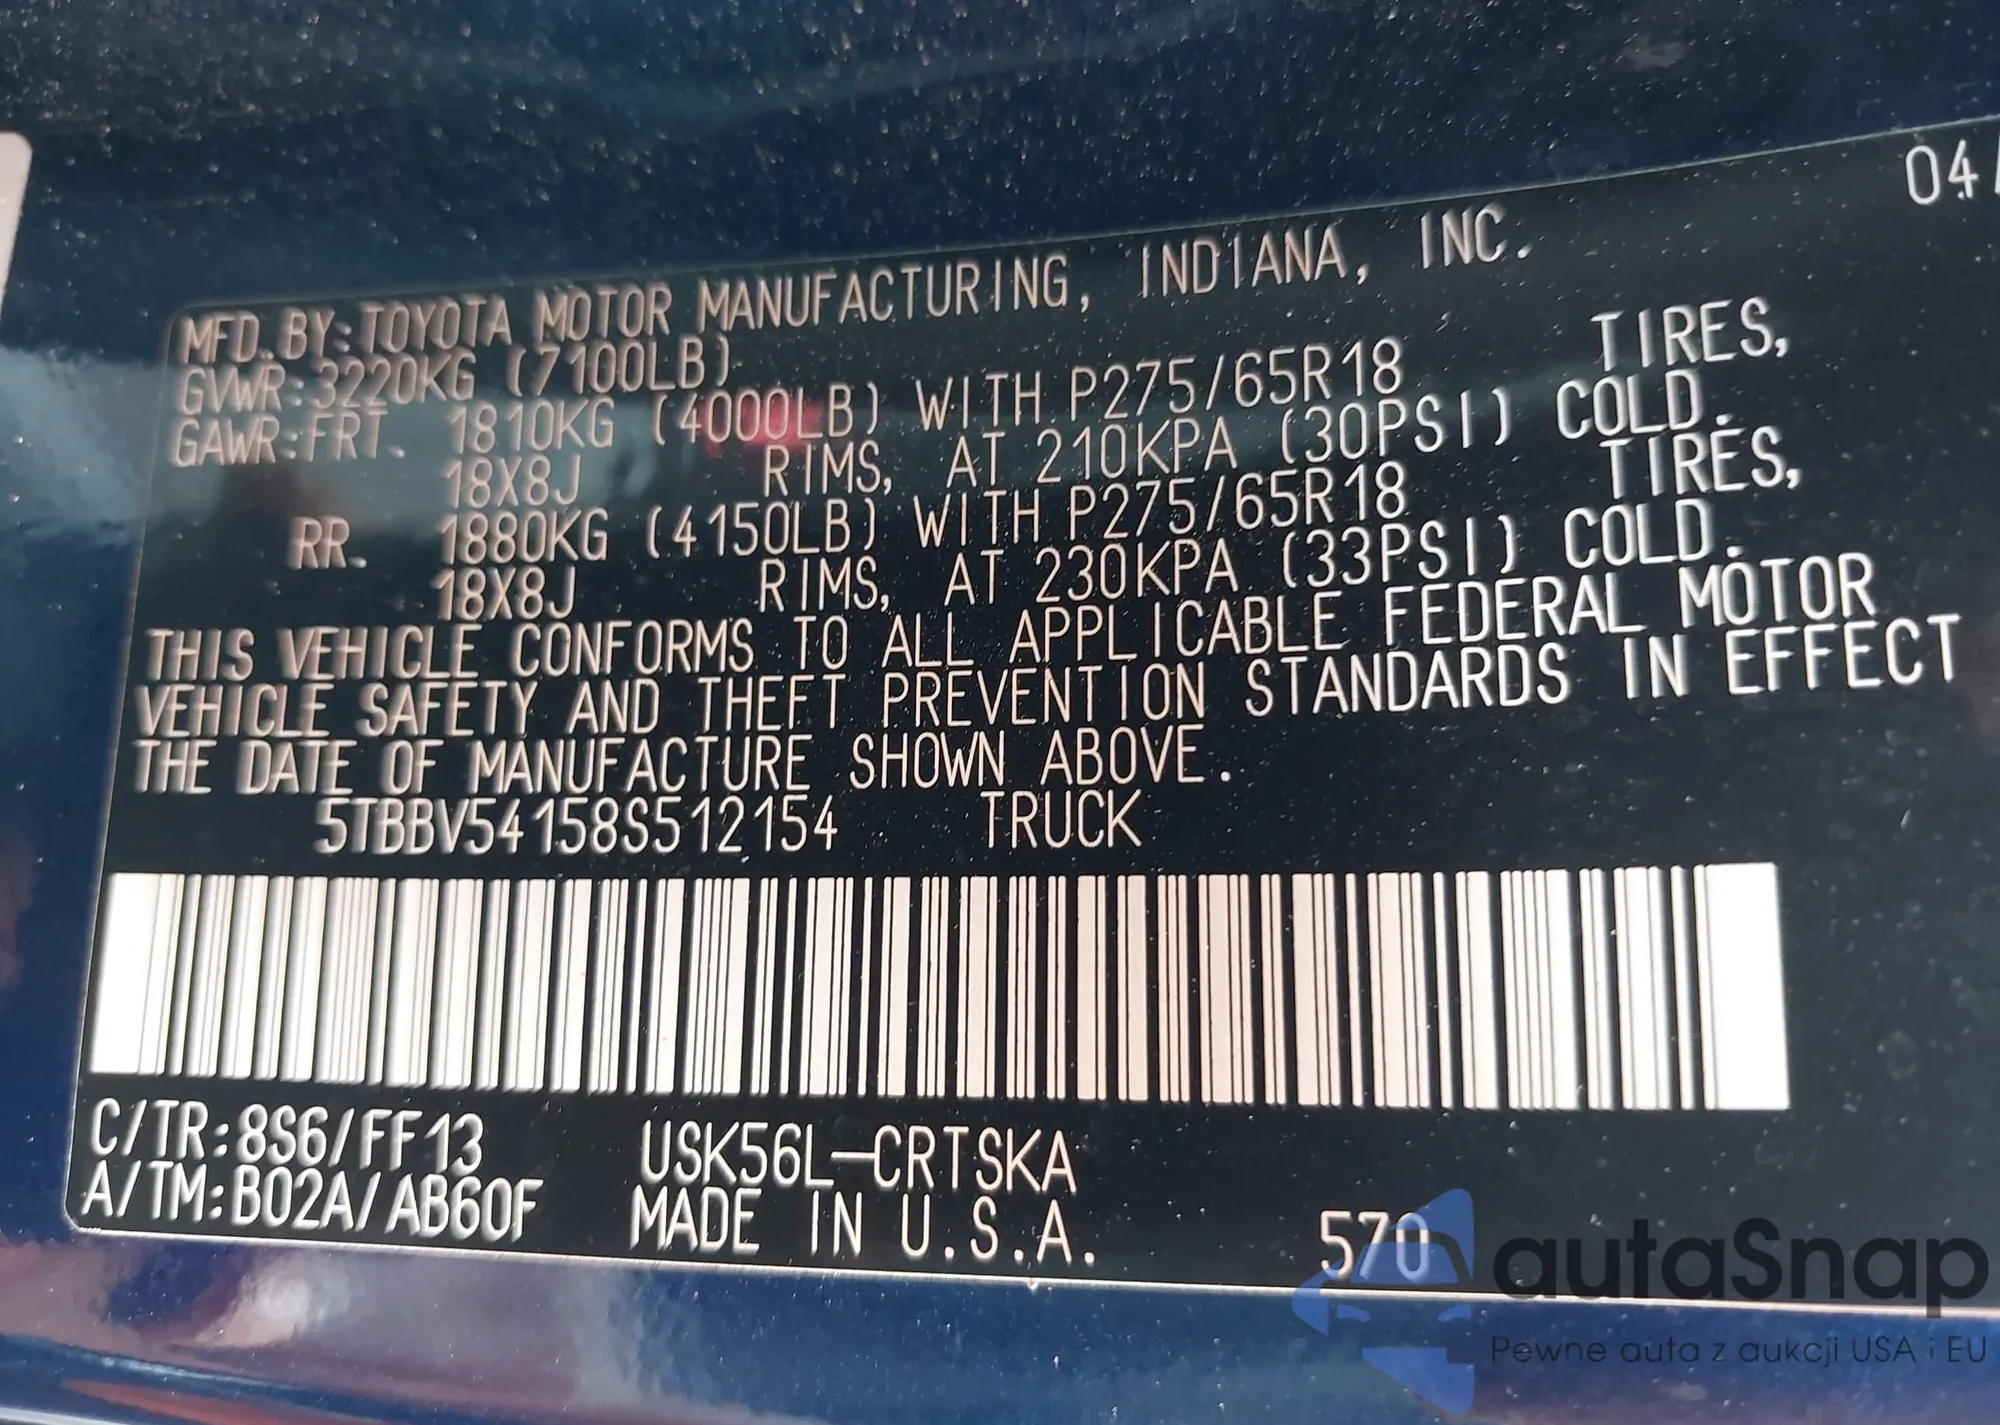 04/
MFD. BY: TOYOTA MOTOR MANUFACTURING, INDIANA, INC.
GVWR: 3220KG (7100LB)
GAWR: FRT. 1810KG (4000LB) WITH P275/65R18 TIRES,
18X8J RIMS, AT 210KPA (30PSI) COLD.
RR. 1880KG (4150LB) WITH P275/65R18 TIRES,
18X8J RIMS, AT 230KPA (33PSI) COLD.
THIS VEHICLE CONFORMS TO ALL APPLICABLE FEDERAL MOTOR
VEHICLE SAFETY AND THEFT PREVENTION STANDARDS IN EFFECT
THE DATE OF MANUFACTURE SHOWN ABOVE.
5TBBV54158S512154 TRUCK
C/TR: 8S6/FF13 USK56L-CRTSKA
A/TM: B02A/AB60F MADE IN U.S.A. 570
autaSnap
Pewne auta z aukcji USA i EU